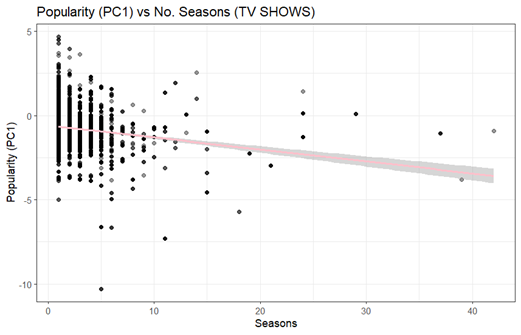 Popularity (PC1) vs No. Seasons (TV SHOWS)
5
0
-5
-10
Popularity (PC1)
0 10 20 30 40
Seasons